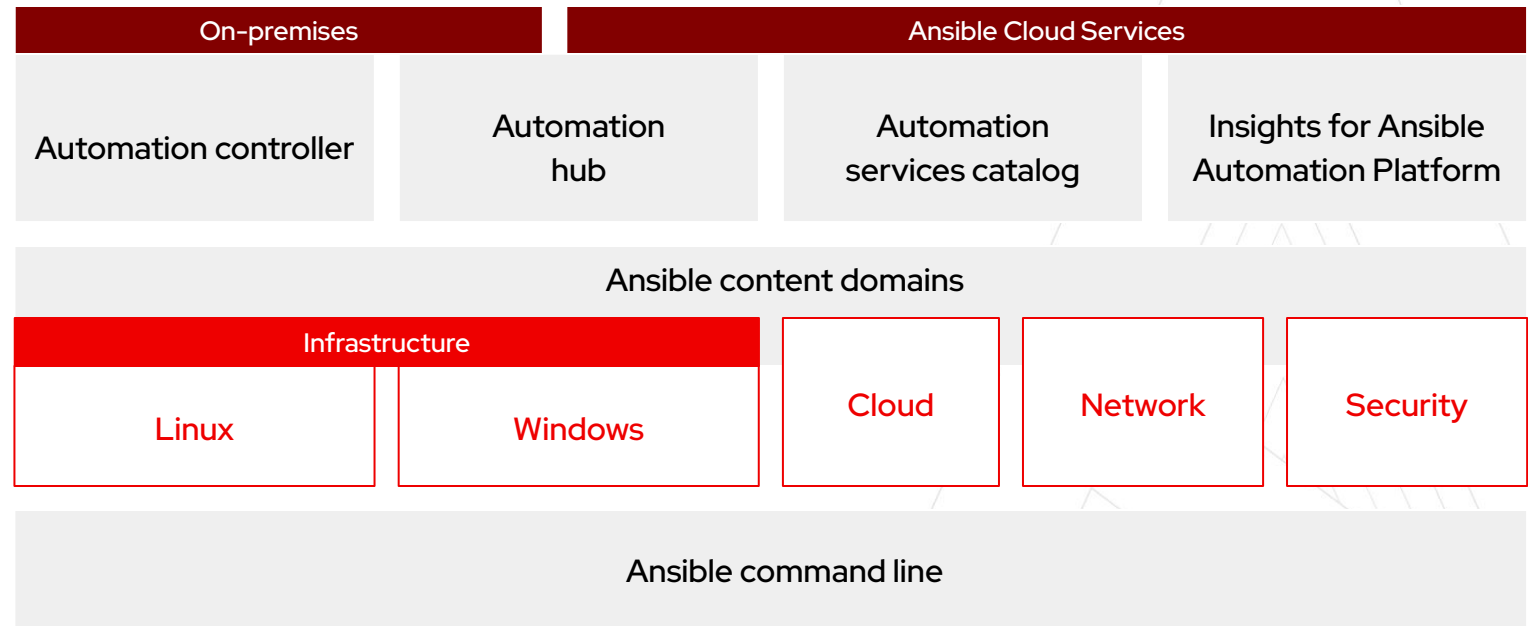 On-premises
Ansible Cloud Services
Automation controller
Automation
hub
Automation
services catalog
Insights for Ansible
Automation Platform
Ansible content domains
Infrastructure
Linux
Windows
Cloud
Network
Security
Ansible command line